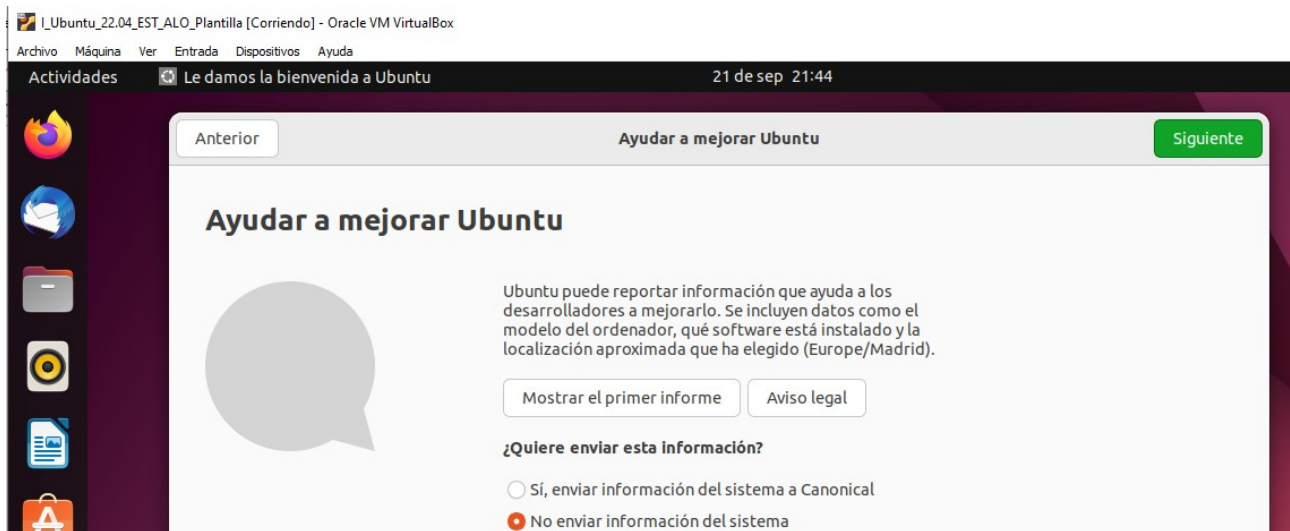 I_Ubuntu_22.04_EST_ALO_Plantilla [Corriendo] - Oracle VM VirtualBox
Archivo Máquina Ver Entrada Dispositivos Ayuda
Actividades Le damos la bienvenida a Ubuntu 21 de sep 21:44
Anterior Ayudar a mejorar Ubuntu Siguiente
Ayudar a mejorar Ubuntu
Ubuntu puede reportar información que ayuda a los
desarrolladores a mejorarlo. Se incluyen datos como el
modelo del ordenador, qué software está instalado y la
localización aproximada que ha elegido (Europe/Madrid).
Mostrar el primer informe Aviso legal
¿Quiere enviar esta información?
Sí, enviar información del sistema a Canonical
No enviar información del sistema